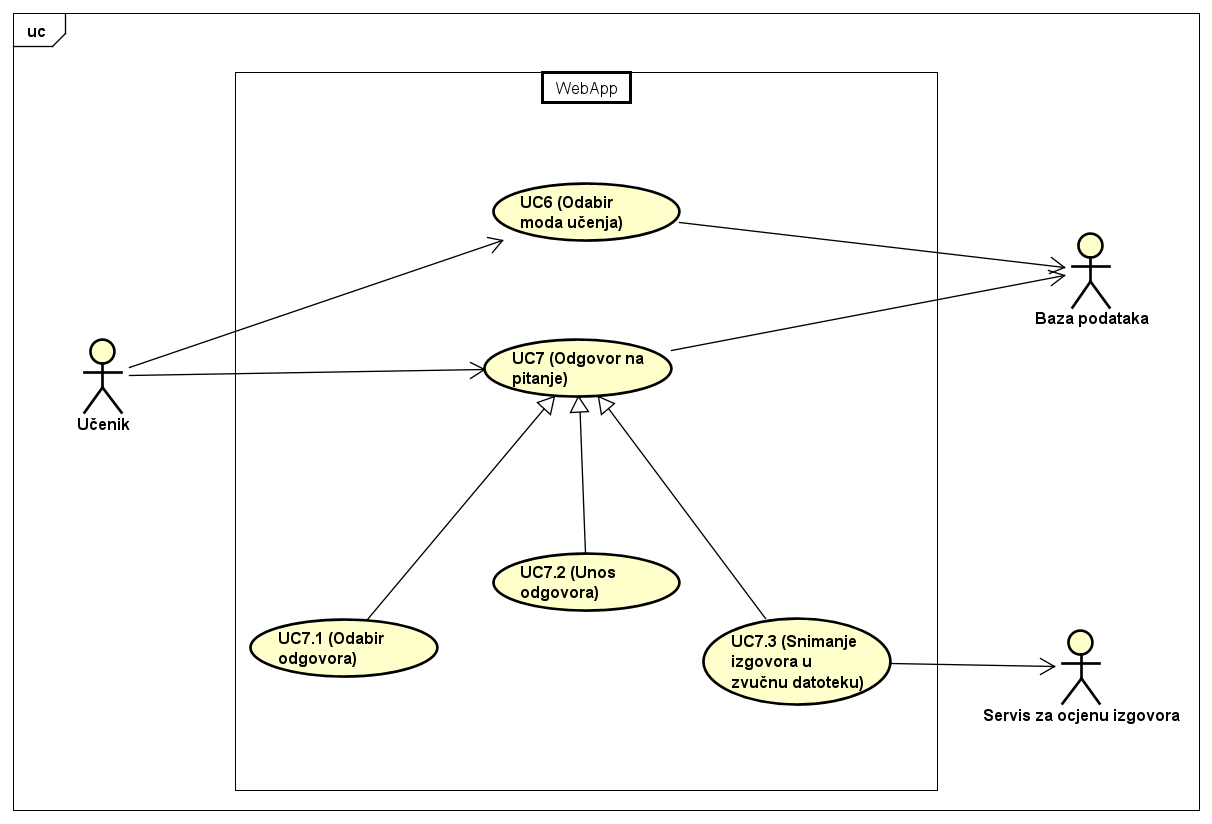 uc
WebApp
UC6 (Odabir
moda učenja)
Baza podataka
UC7 (Odgovor na
pitanje)
Učenik
UC7.2 (Unos
odgovora)
UC7.1 (Odabir
odgovora)
UC7.3 (Snimanje
izgovora u
zvučnu datoteku)
Servis za ocjenu izgovora